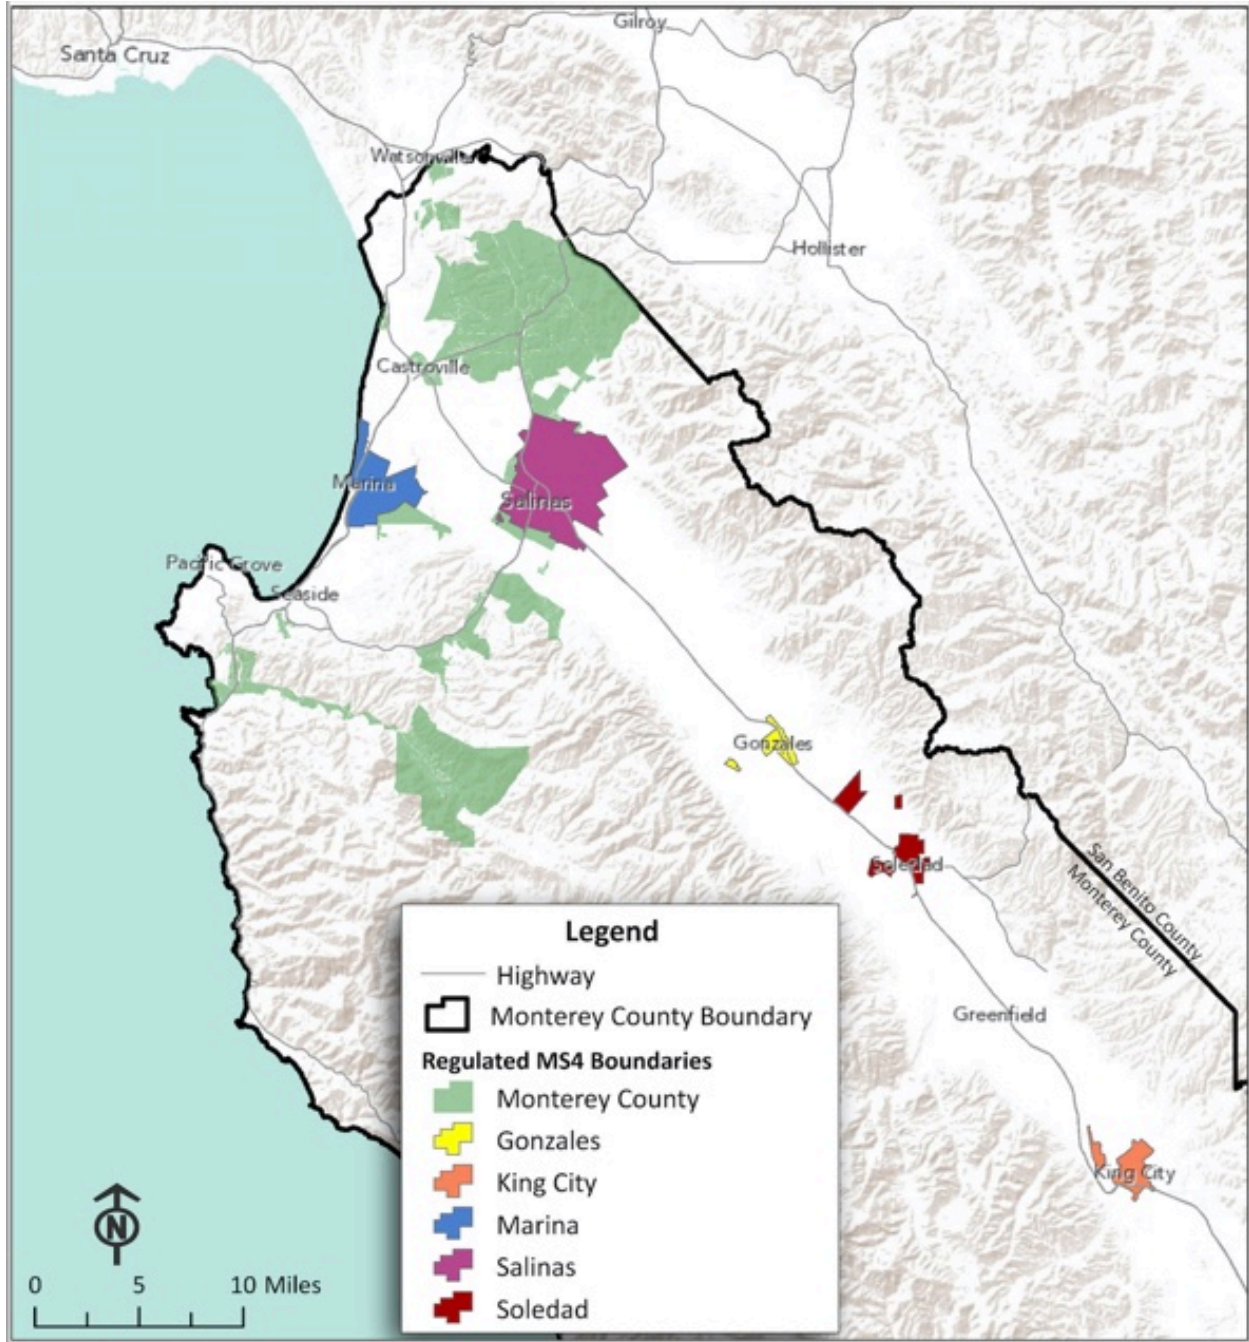 Gilroy
Santa Cruz
Watsonville
Hollister
Castroville
Marina
Salinas
Pacific Grove
Seaside
Gonzales
Soledad
San Benito County
Monterey County
Greenfield
King City
Legend
Highway
Monterey County Boundary
Regulated MS4 Boundaries
Monterey County
Gonzales
King City
Marina
Salinas
Soledad
N
0 5 10 Miles